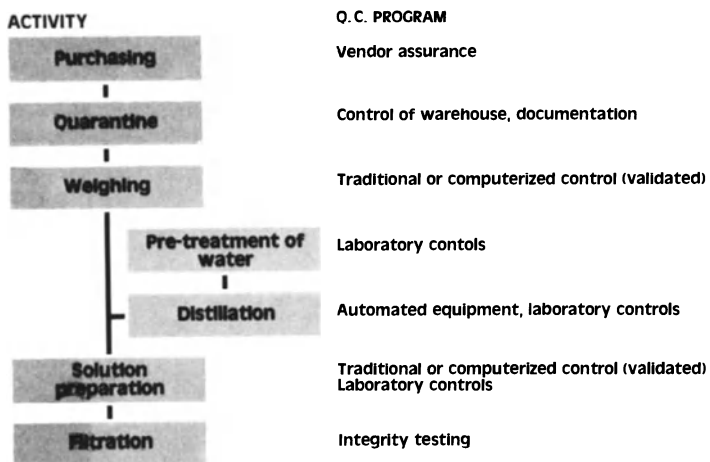 ACTIVITY Q.C. PROGRAM
Purchasing Vendor assurance
Quarantine Control of warehouse, documentation
Weighing Traditional or computerized control (validated)
Pre-treatment of
water
Laboratory contols
Distillation Automated equipment, laboratory controls
Solution
preparation
Traditional or computerized control (validated)
Laboratory controls
Filtration Integrity testing